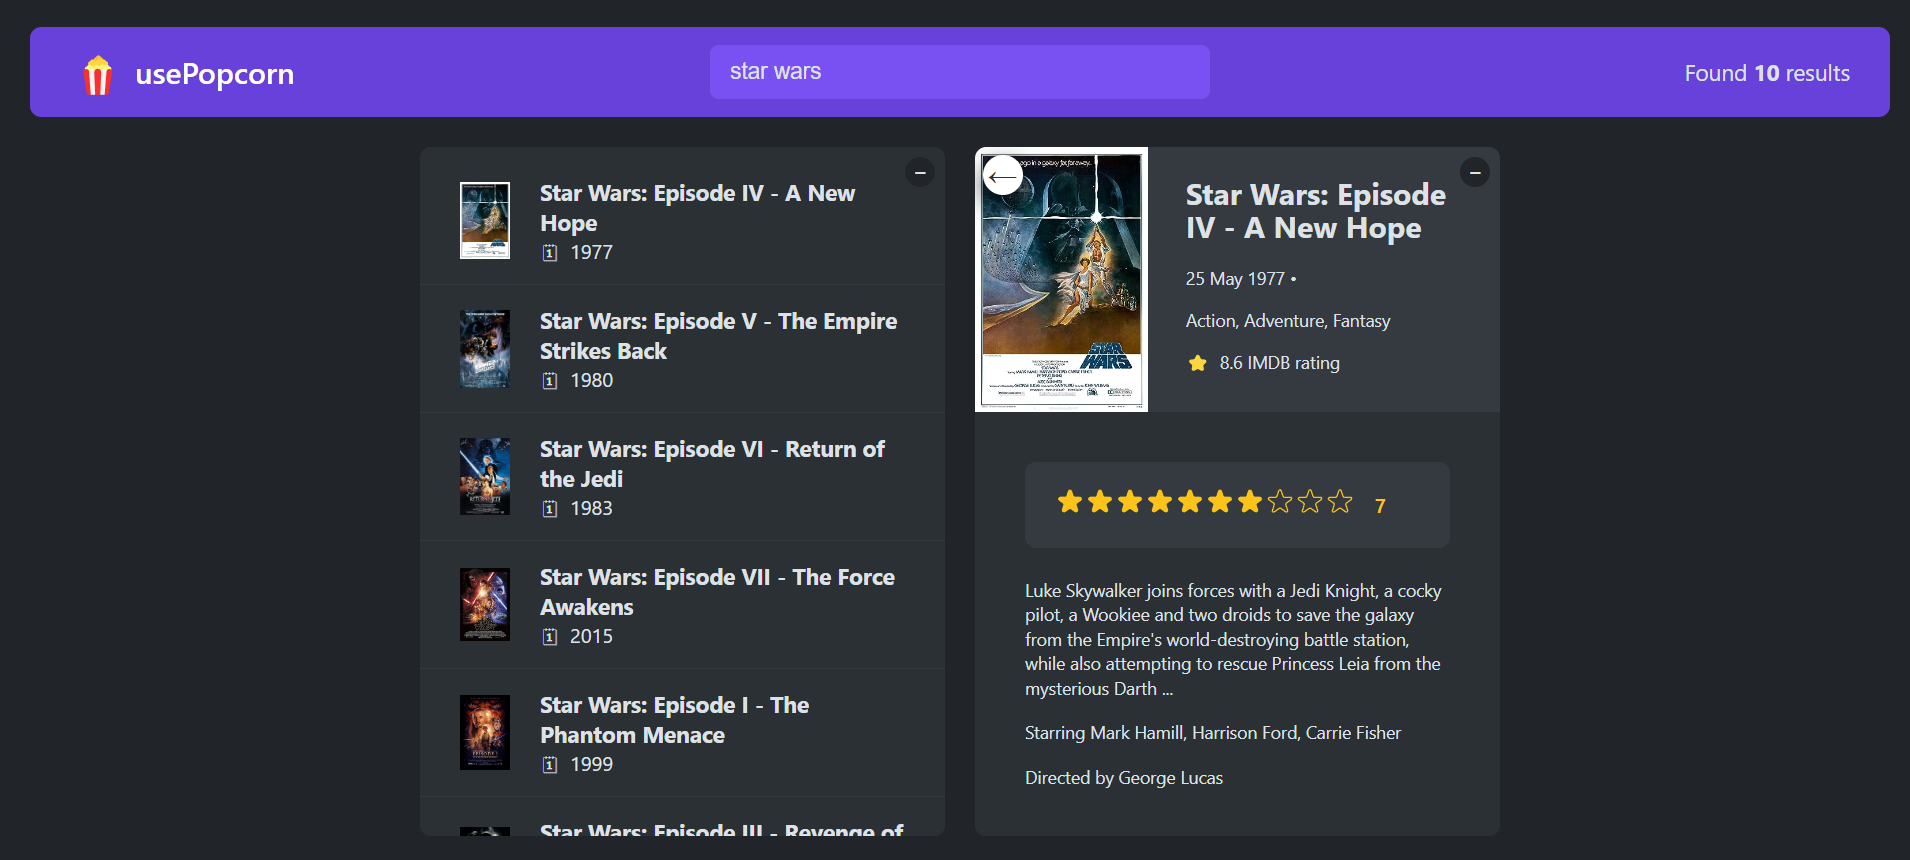 usePopcorn
star wars
Found 10 results
Star Wars: Episode IV - A New
Hope
1977
Star Wars: Episode V - The Empire
Strikes Back
1980
Star Wars: Episode VI - Return of
the Jedi
1983
Star Wars: Episode VII - The Force
Awakens
2015
Star Wars: Episode I - The
Phantom Menace
1999
Star Wars: Episode III - Revenge of
STAR
WARS
Star Wars: Episode
IV - A New Hope
25 May 1977 •
Action, Adventure, Fantasy
8.6 IMDB rating
7
Luke Skywalker joins forces with a Jedi Knight, a cocky
pilot, a Wookiee and two droids to save the galaxy
from the Empire's world-destroying battle station,
while also attempting to rescue Princess Leia from the
mysterious Darth ...
Starring Mark Hamill, Harrison Ford, Carrie Fisher
Directed by George Lucas